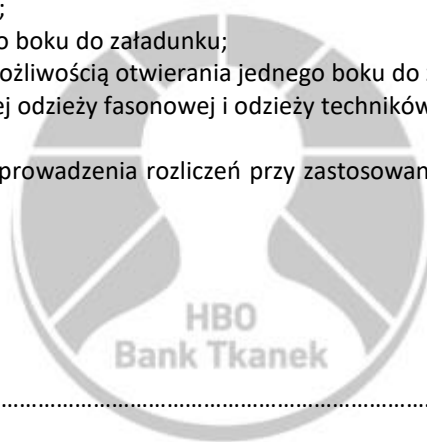 ;
o boku do załadunku;
ożliwością otwierania jednego boku do
ej odzieży fasonowej i odzieży techników
prowadzenia rozliczeń przy zastosowan
HBO
Bank Tkanek
……………………………………………………………………